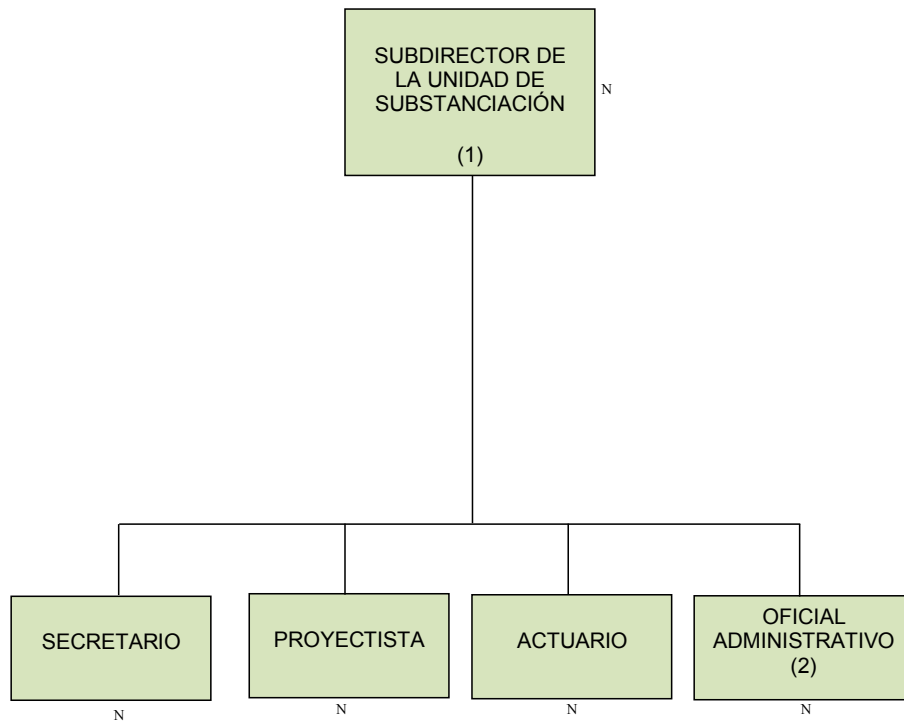 SUBDIRECTOR DE
LA UNIDAD DE
SUBSTANCIACIÓN
(1)
N
SECRETARIO
N
PROYECTISTA
N
ACTUARIO
N
OFICIAL
ADMINISTRATIVO
(2)
N